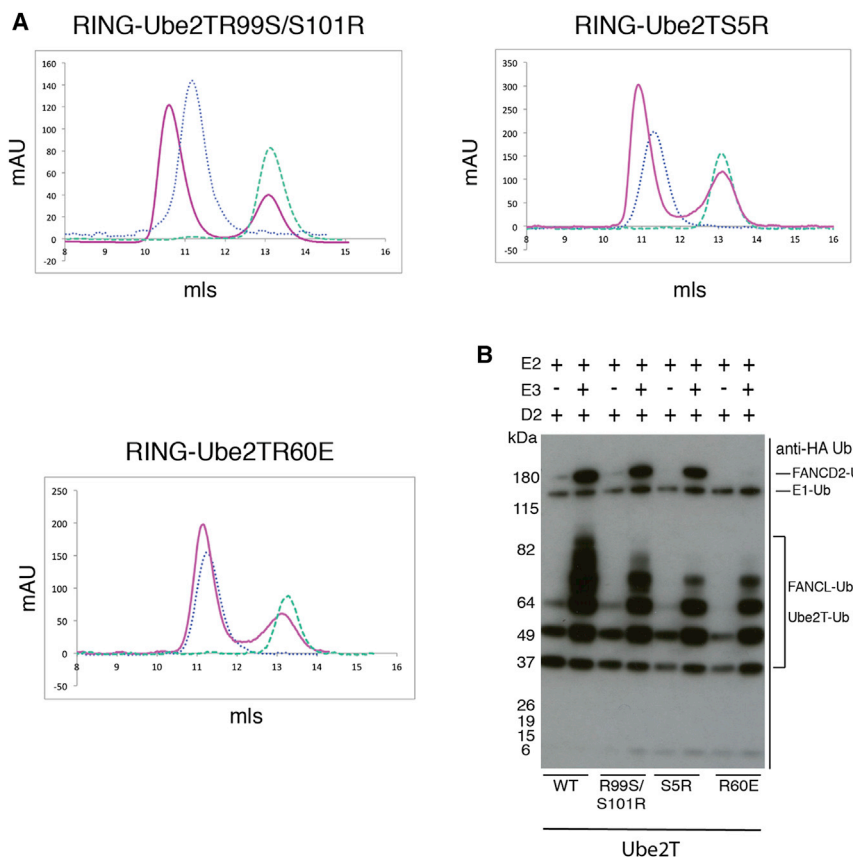 A
RING-Ube2TR99S/S101R
160
140
120
100
80
60
40
20
0
-20
8 9 10 11 12 13 14 15 16
mAU
mls
RING-Ube2TS5R
350
300
250
200
150
100
50
0
-50
8 9 10 11 12 13 14 15 16
mAU
mls
RING-Ube2TR60E
250
200
150
100
50
0
-50
8 9 10 11 12 13 14 15 16
mAU
mls
B
E2 + + + + + + + +
E3 - + - + - + - +
D2 + + + + + + + +
kDa
180
115
82
64
49
37
26
19
15
6
anti-HA Ub
FANCD2-U
E1-Ub
FANCL-Ub
Ube2T-Ub
WT R99S/ S5R R60E
S101R
Ube2T